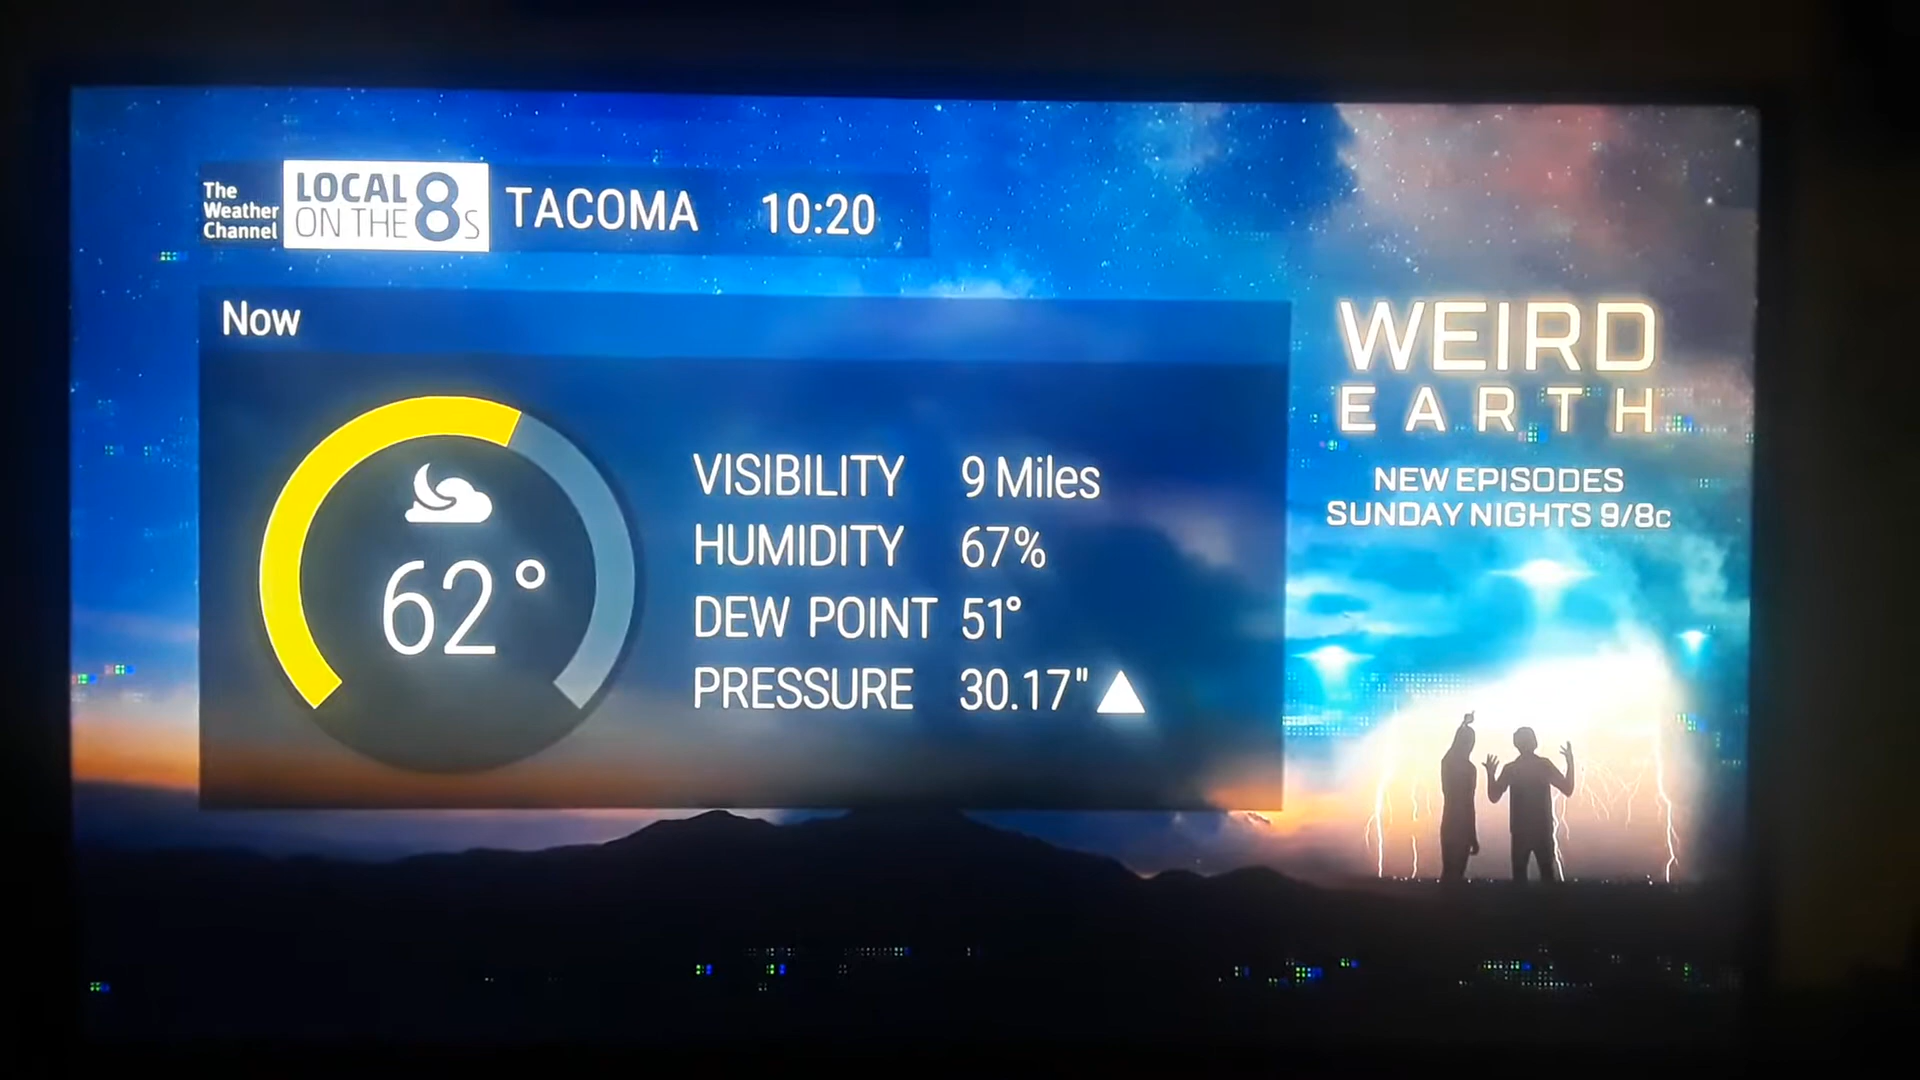 The
Weather
Channel
LOCAL
ON THE 8s
TACOMA 10:20
Now
62°
VISIBILITY 9 Miles
HUMIDITY 67%
DEW POINT 51°
PRESSURE 30.17"
WEIRD
EARTH
NEW EPISODES
SUNDAY NIGHTS 9/8c